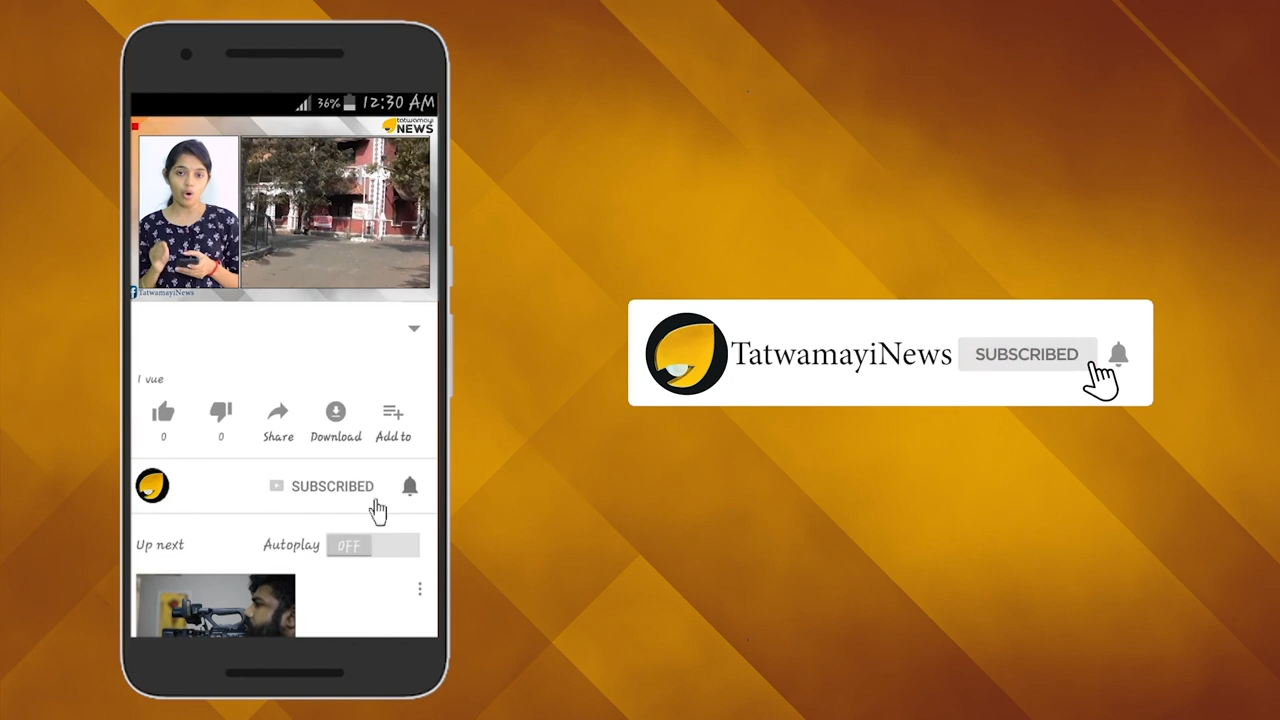 36% 12:30 AM
tatwamayi
NEWS
TatwamayiNews
1 vue
0 0 Share Download Add to
SUBSCRIBED
Up next Autoplay OFF
TatwamayiNews SUBSCRIBED